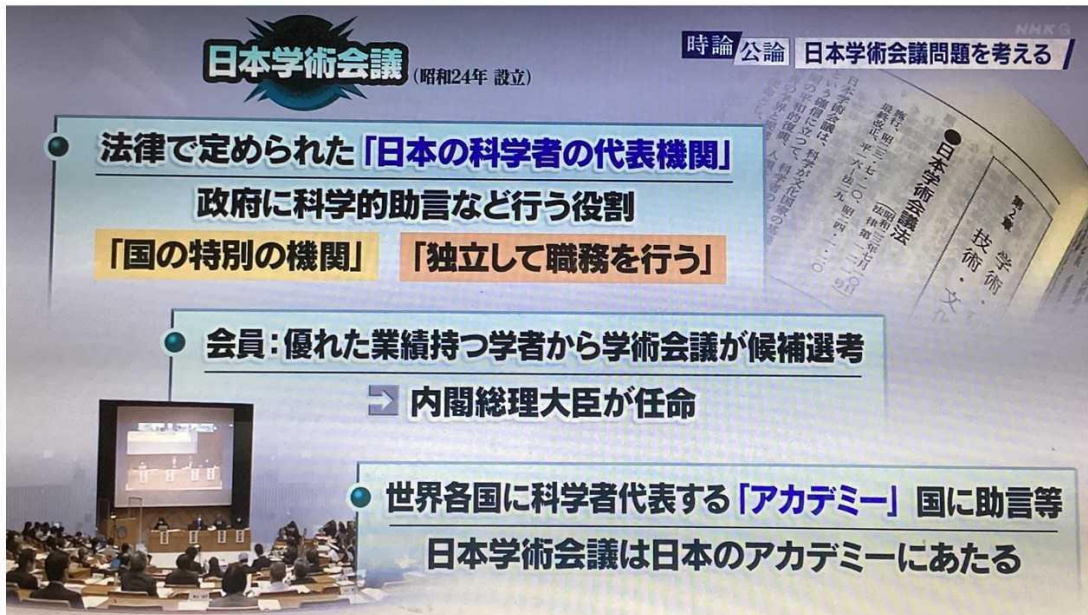 NHK G
時論公論 日本学術会議問題を考える
日本学術会議(昭和24年 設立)
法律で定められた「日本の科学者の代表機関」
政府に科学的助言など行う役割
「国の特別の機関」 「独立して職務を行う」
会員:優れた業績持つ学者から学術会議が候補選考
内閣総理大臣が任命
世界各国に科学者代表する「アカデミー」 国に助言等
日本学術会議は日本のアカデミーにあたる
第2章 学術・
技術・文
●日本学術会議法